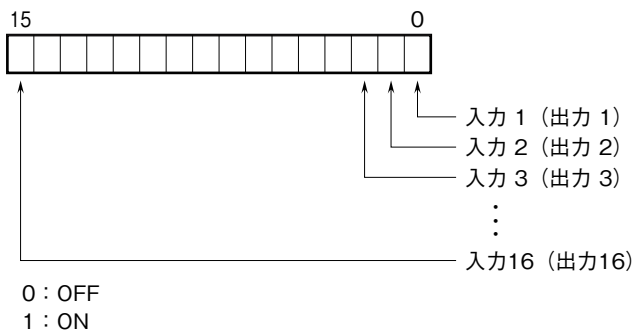 15 0
入力 1（出力 1）
入力 2（出力 2）
入力 3（出力 3）
⋮
入力16（出力16）
0：OFF
1：ON